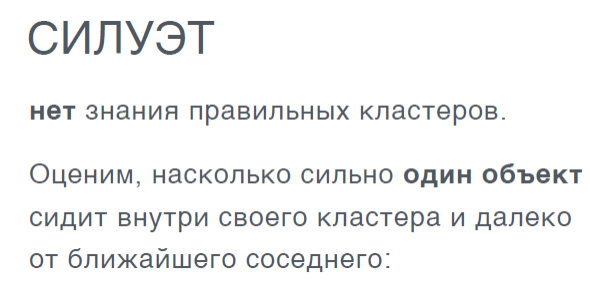 СИЛУЭТ
нет знания правильных кластеров.
Оценим, насколько сильно один объект
сидит внутри своего кластера и далеко
от ближайшего соседнего: